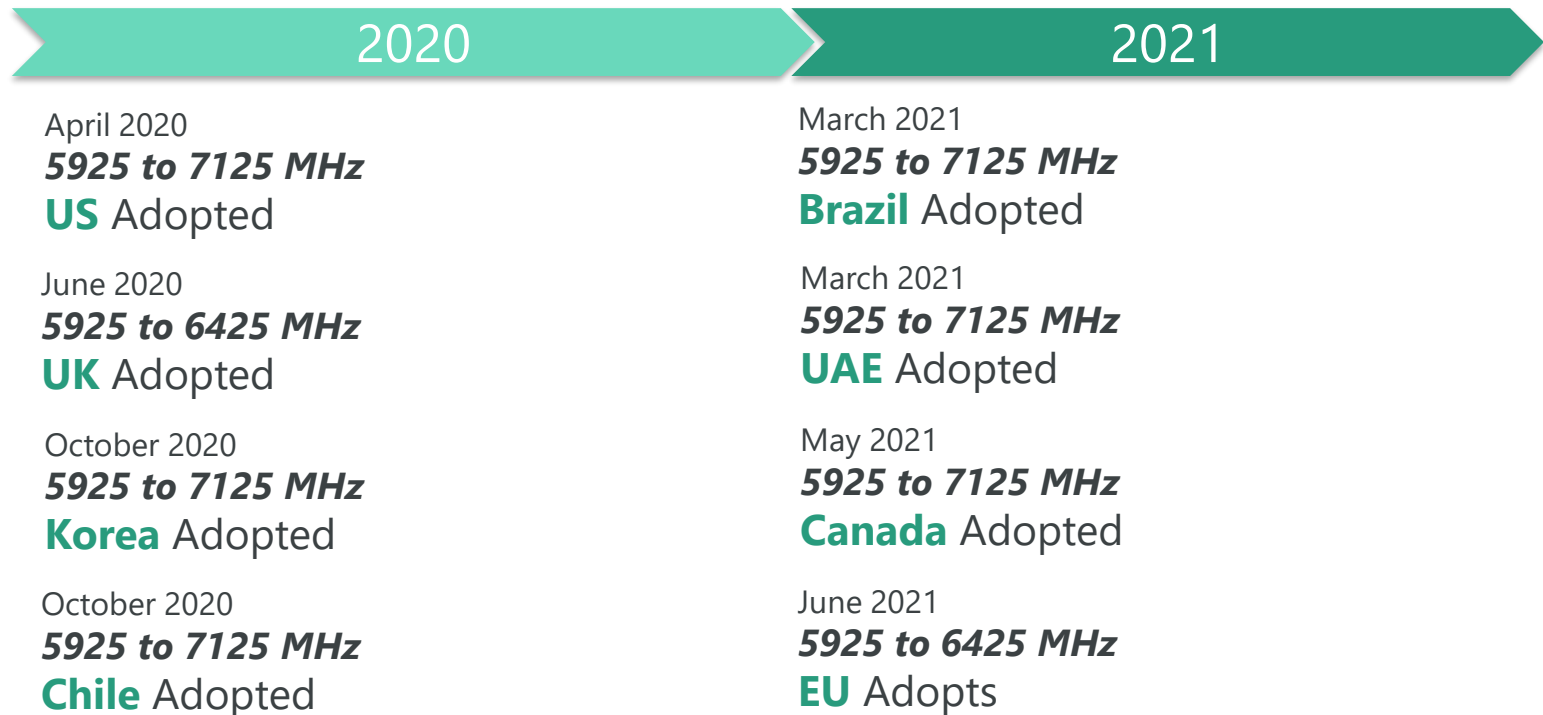 2020
April 2020
5925 to 7125 MHz
US Adopted
June 2020
5925 to 6425 MHz
UK Adopted
October 2020
5925 to 7125 MHz
Korea Adopted
October 2020
5925 to 7125 MHz
Chile Adopted
2021
March 2021
5925 to 7125 MHz
Brazil Adopted
March 2021
5925 to 7125 MHz
UAE Adopted
May 2021
5925 to 7125 MHz
Canada Adopted
June 2021
5925 to 6425 MHz
EU Adopts